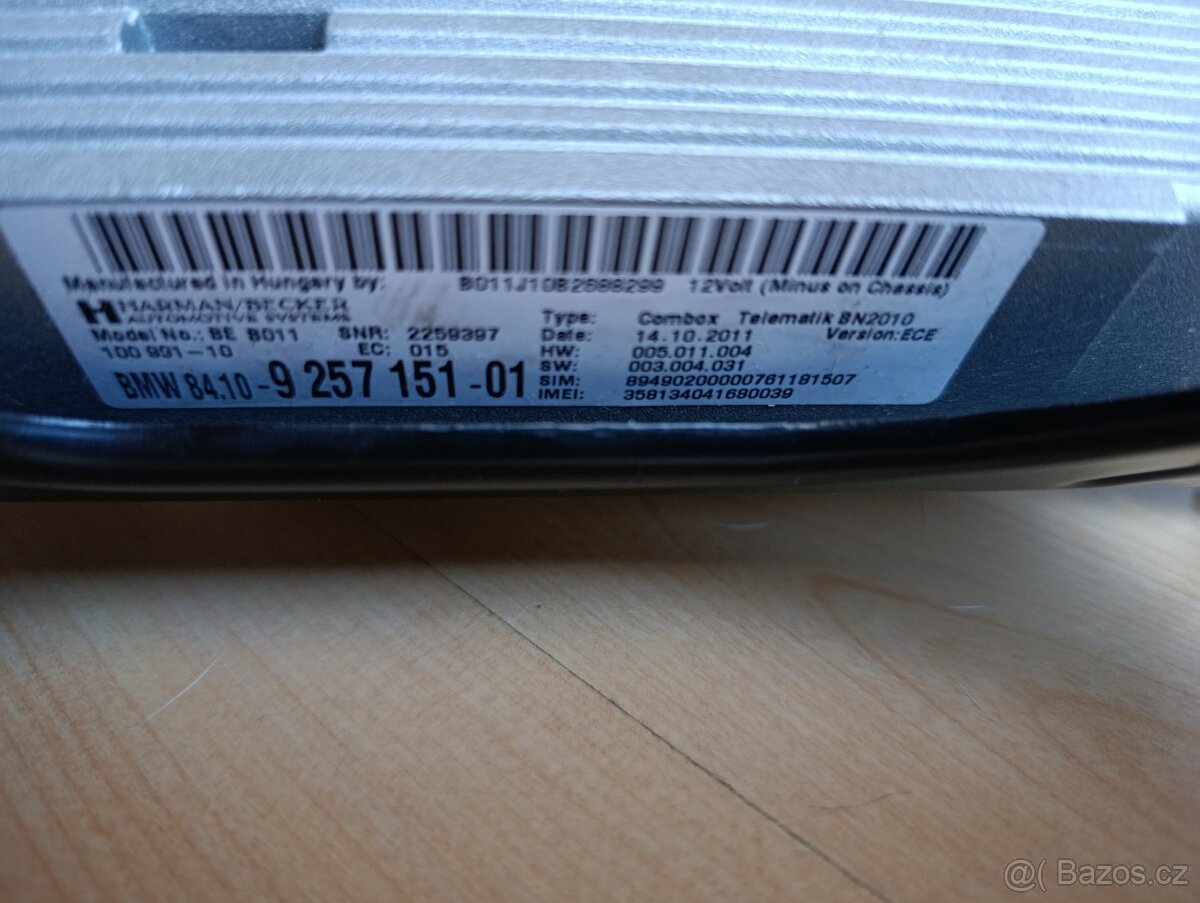 Manufactured in Hungary by: B011J10B2688299 12Volt (Minus on Chassis)
HARMAN/BECKER
AUTOMOTIVE SYSTEMS
Model No.: BE B011 SNR: 2259397
100 991-10 EC: 015
BMW 84.10-9 257 151-01
Type: Combox Telematik BN2010
Date: 14.10.2011 Version:ECE
HW: 005.011.004
SW: 003.004.031
SIM: 89490200000761181507
IMEI: 358134041680039
@( Bazos.cz